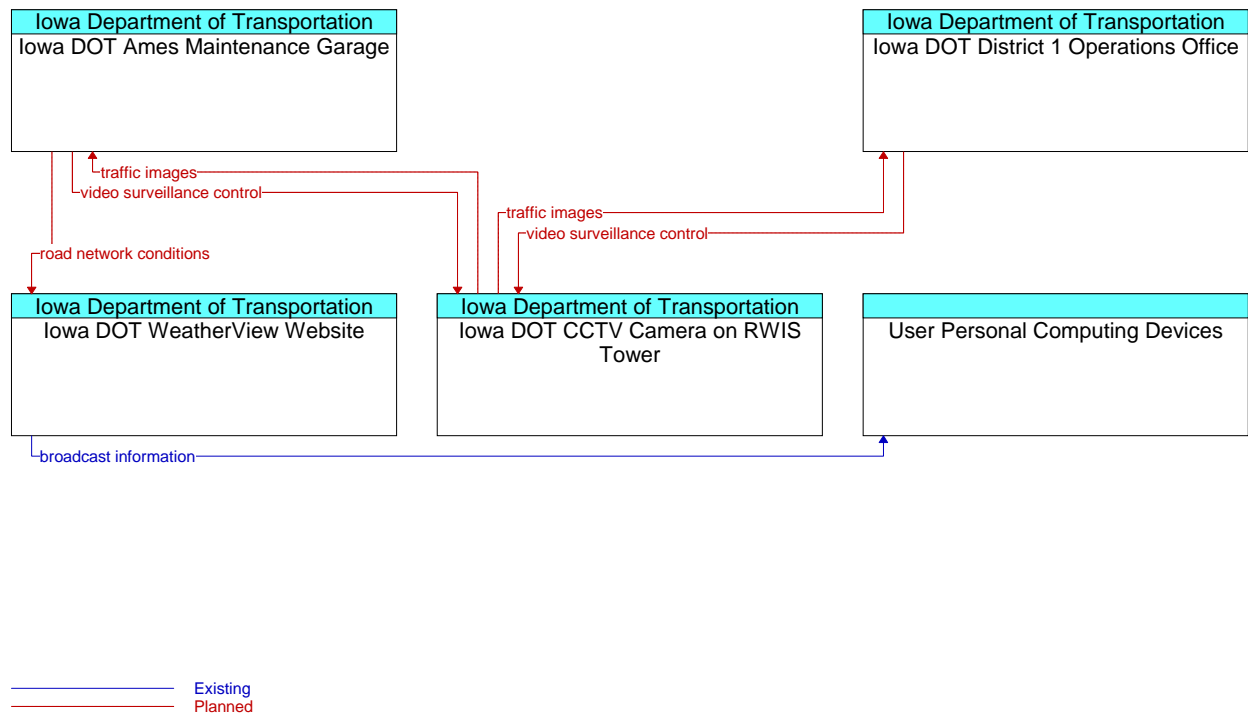 Iowa Department of Transportation
Iowa DOT Ames Maintenance Garage
Iowa Department of Transportation
Iowa DOT District 1 Operations Office
traffic images
video surveillance control
traffic images
video surveillance control
road network conditions
Iowa Department of Transportation
Iowa DOT WeatherView Website
Iowa Department of Transportation
Iowa DOT CCTV Camera on RWIS
Tower
User Personal Computing Devices
broadcast information
Existing
Planned